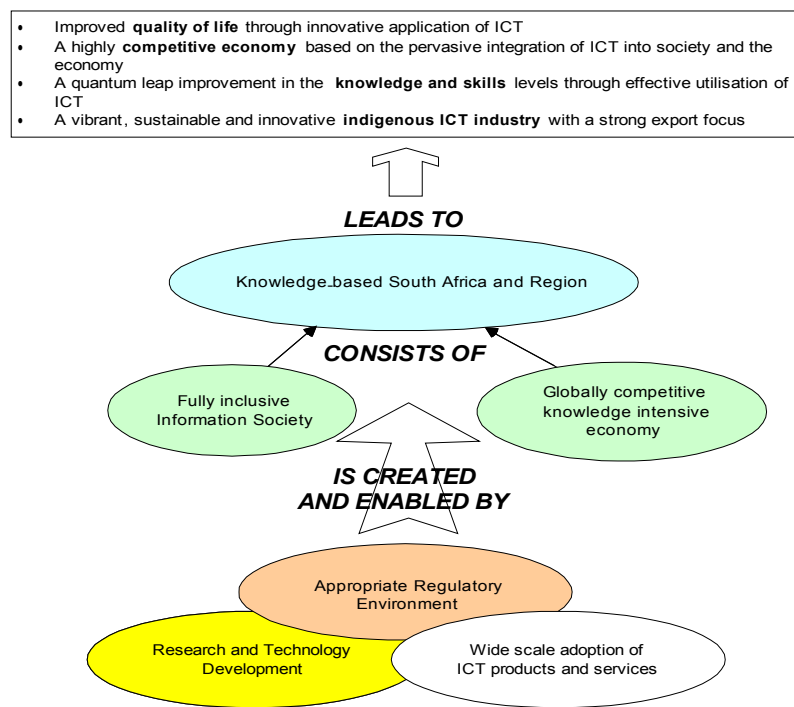 • Improved quality of life through innovative application of ICT
• A highly competitive economy based on the pervasive integration of ICT into society and the
economy
• A quantum leap improvement in the knowledge and skills levels through effective utilisation of
ICT
• A vibrant, sustainable and innovative indigenous ICT industry with a strong export focus
LEADS TO
Knowledge-based South Africa and Region
CONSISTS OF
Fully inclusive
Information Society
Globally competitive
knowledge intensive
economy
IS CREATED
AND ENABLED BY
Appropriate Regulatory
Environment
Research and Technology
Development
Wide scale adoption of
ICT products and services